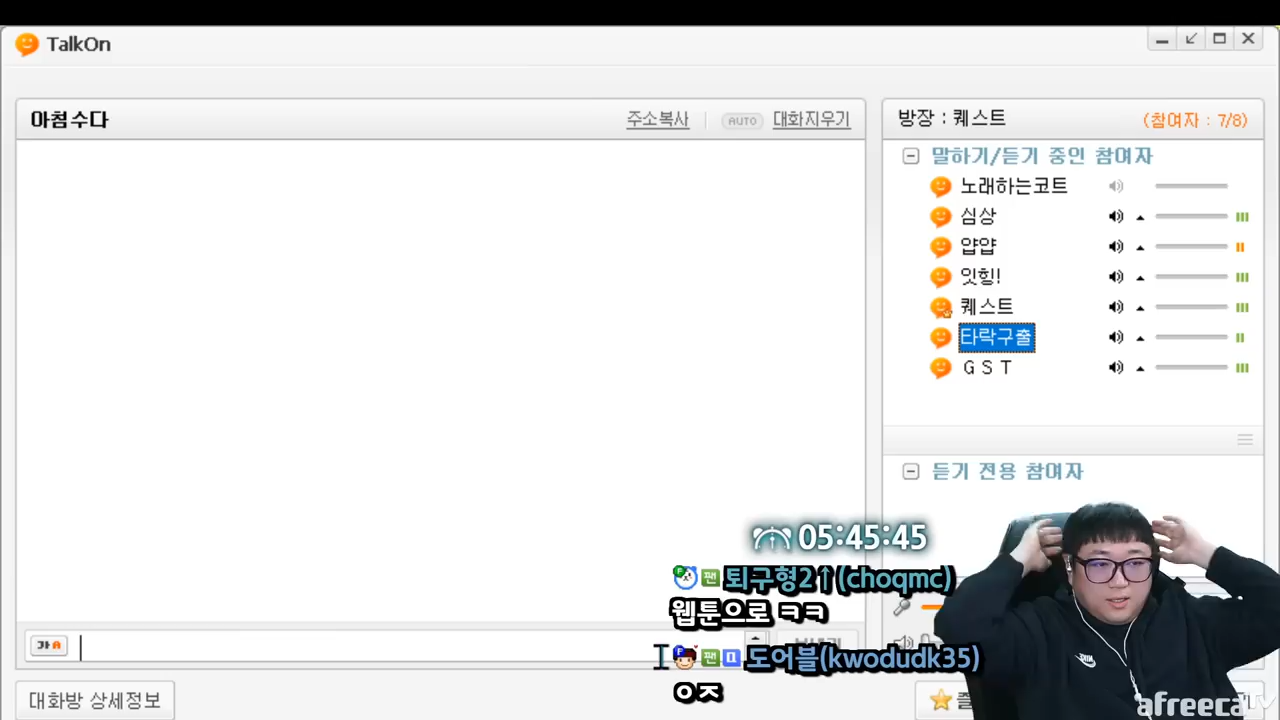 TalkOn
아침수다
주소복사
AUTO
대화지우기
방장 : 퀘스트
(참여자 : 7/8)
말하기/듣기 중인 참여자
노래하는코트
심상
얍얍
잇힝!
퀘스트
타락구출
G S T
듣기 전용 참여자
05:45:45
F 팬 퇴구형2↑(choqmc)
웹툰으로 ㅋㅋ
가
F 팬 도어블(kwodudk35)
ㅇㅈ
대화방 상세정보
즐
afreecaTV